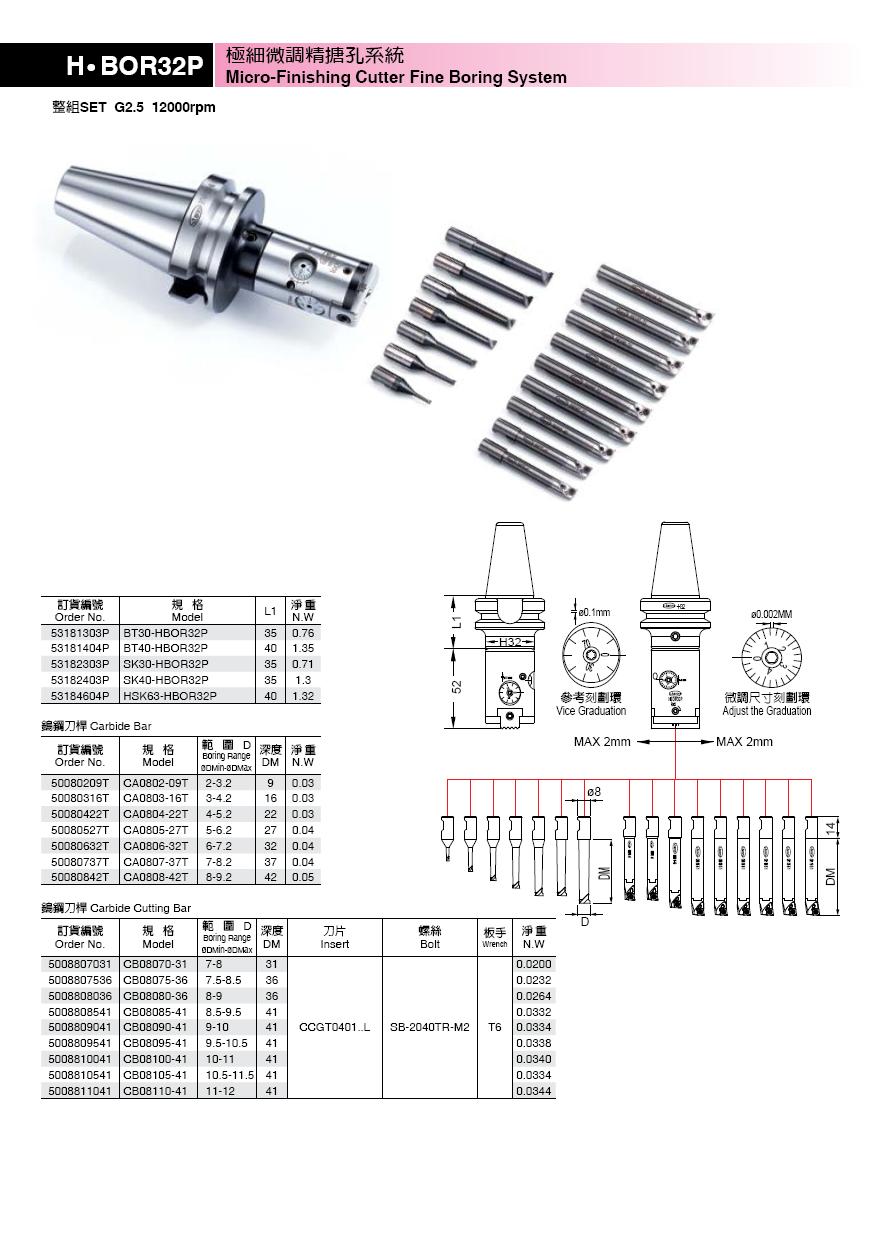 H•BOR32P
極細微調精搪孔系統
Micro-Finishing Cutter Fine Boring System
整組SET G2.5 12000rpm
訂貨編號 規格 L1 淨重
Order No. Model N.W
53181303P BT30-HBOR32P 35 0.76
53181404P BT40-HBOR32P 40 1.35
53182303P SK30-HBOR32P 35 0.71
53182403P SK40-HBOR32P 35 1.3
53184604P HSK63-HBOR32P 40 1.32
鎢鋼刀桿 Carbide Bar
訂貨編號 規格 範圍 D 深度 淨重
Order No. Model Boring Range DM N.W
øDMin-øDMax
50080209T CA0802-09T 2-3.2 9 0.03
50080316T CA0803-16T 3-4.2 16 0.03
50080422T CA0804-22T 4-5.2 22 0.03
50080527T CA0805-27T 5-6.2 27 0.04
50080632T CA0806-32T 6-7.2 32 0.04
50080737T CA0807-37T 7-8.2 37 0.04
50080842T CA0808-42T 8-9.2 42 0.05
鎢鋼刀桿 Carbide Cutting Bar
訂貨編號 規格 範圍 D 深度 刀片 螺絲 板手 淨重
Order No. Model Boring Range DM Insert Bolt Wrench N.W
øDMin-øDMax
5008807031 CB08070-31 7-8 31 0.0200
5008807536 CB08075-36 7.5-8.5 36 0.0232
5008808036 CB08080-36 8-9 36 0.0264
5008808541 CB08085-41 8.5-9.5 41 0.0332
5008809041 CB08090-41 9-10 41 CCGT0401..L SB-2040TR-M2 T6 0.0334
5008809541 CB08095-41 9.5-10.5 41 0.0338
5008810041 CB08100-41 10-11 41 0.0340
5008810541 CB08105-41 10.5-11.5 41 0.0334
5008811041 CB08110-41 11-12 41 0.0344
L1
H32
52
ø0.1mm
參考刻劃環
Vice Graduation
ø0.002MM
微調尺寸刻劃環
Adjust the Graduation
MAX 2mm MAX 2mm
ø8
DM
D
14
DM